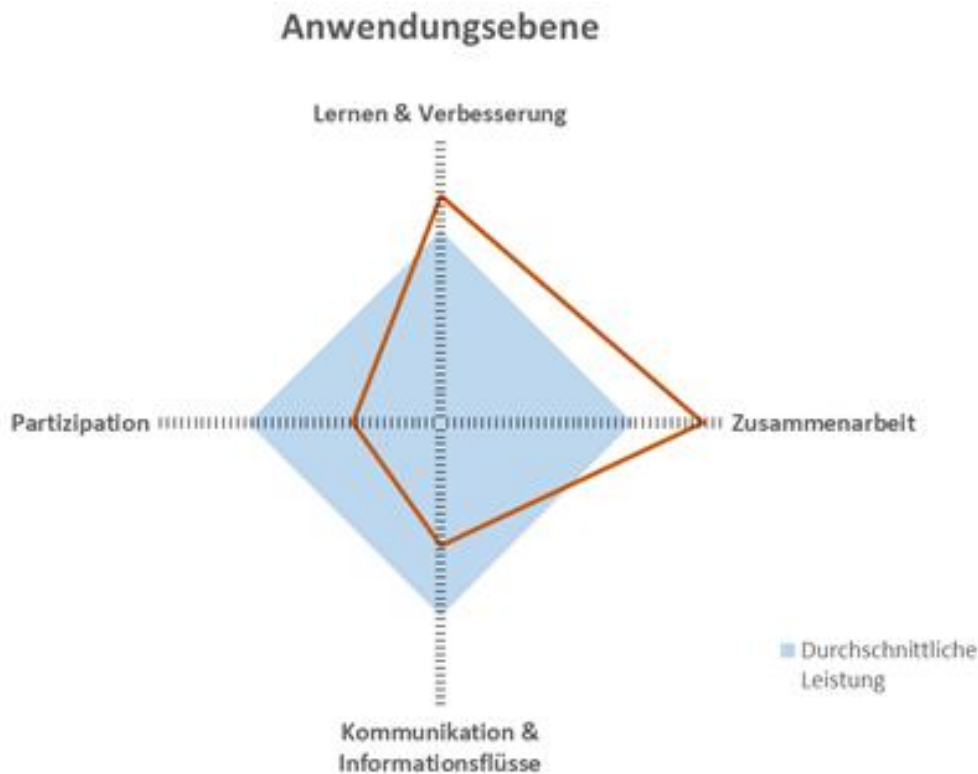 Anwendungsebene
Lernen & Verbesserung
Partizipation
Zusammenarbeit
Durchschnittliche
Leistung
Kommunikation &
Informationsflüsse